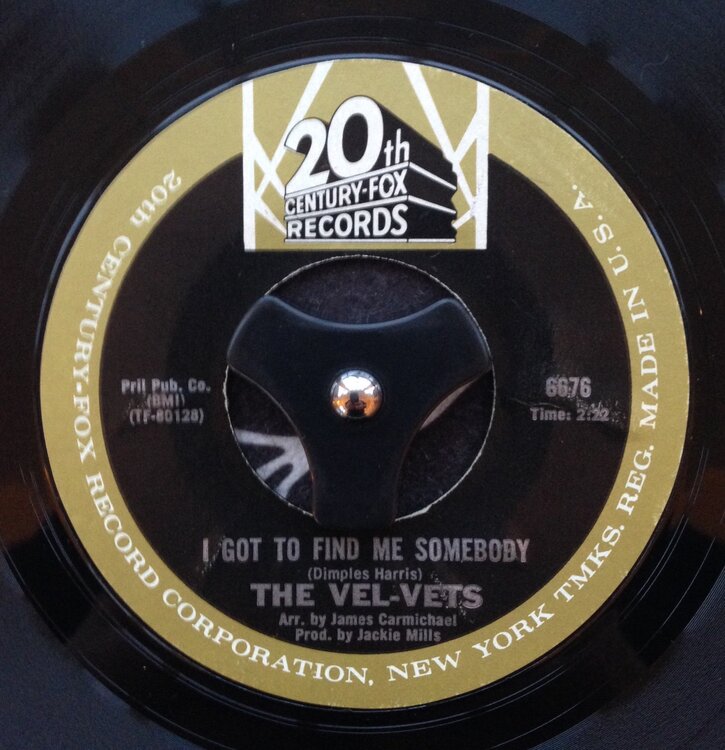 20th
CENTURY-FOX
RECORDS
Pril Pub. Co.
(BMI)
(TF-80128)
6676
Time: 2:22
I GOT TO FIND ME SOMEBODY
(Dimples Harris)
THE VEL-VETS
Arr. by James Carmichael
Prod. by Jackie Mills
20th CENTURY-FOX RECORD CORPORATION, NEW YORK TMKS. REG. MADE IN U.S.A.